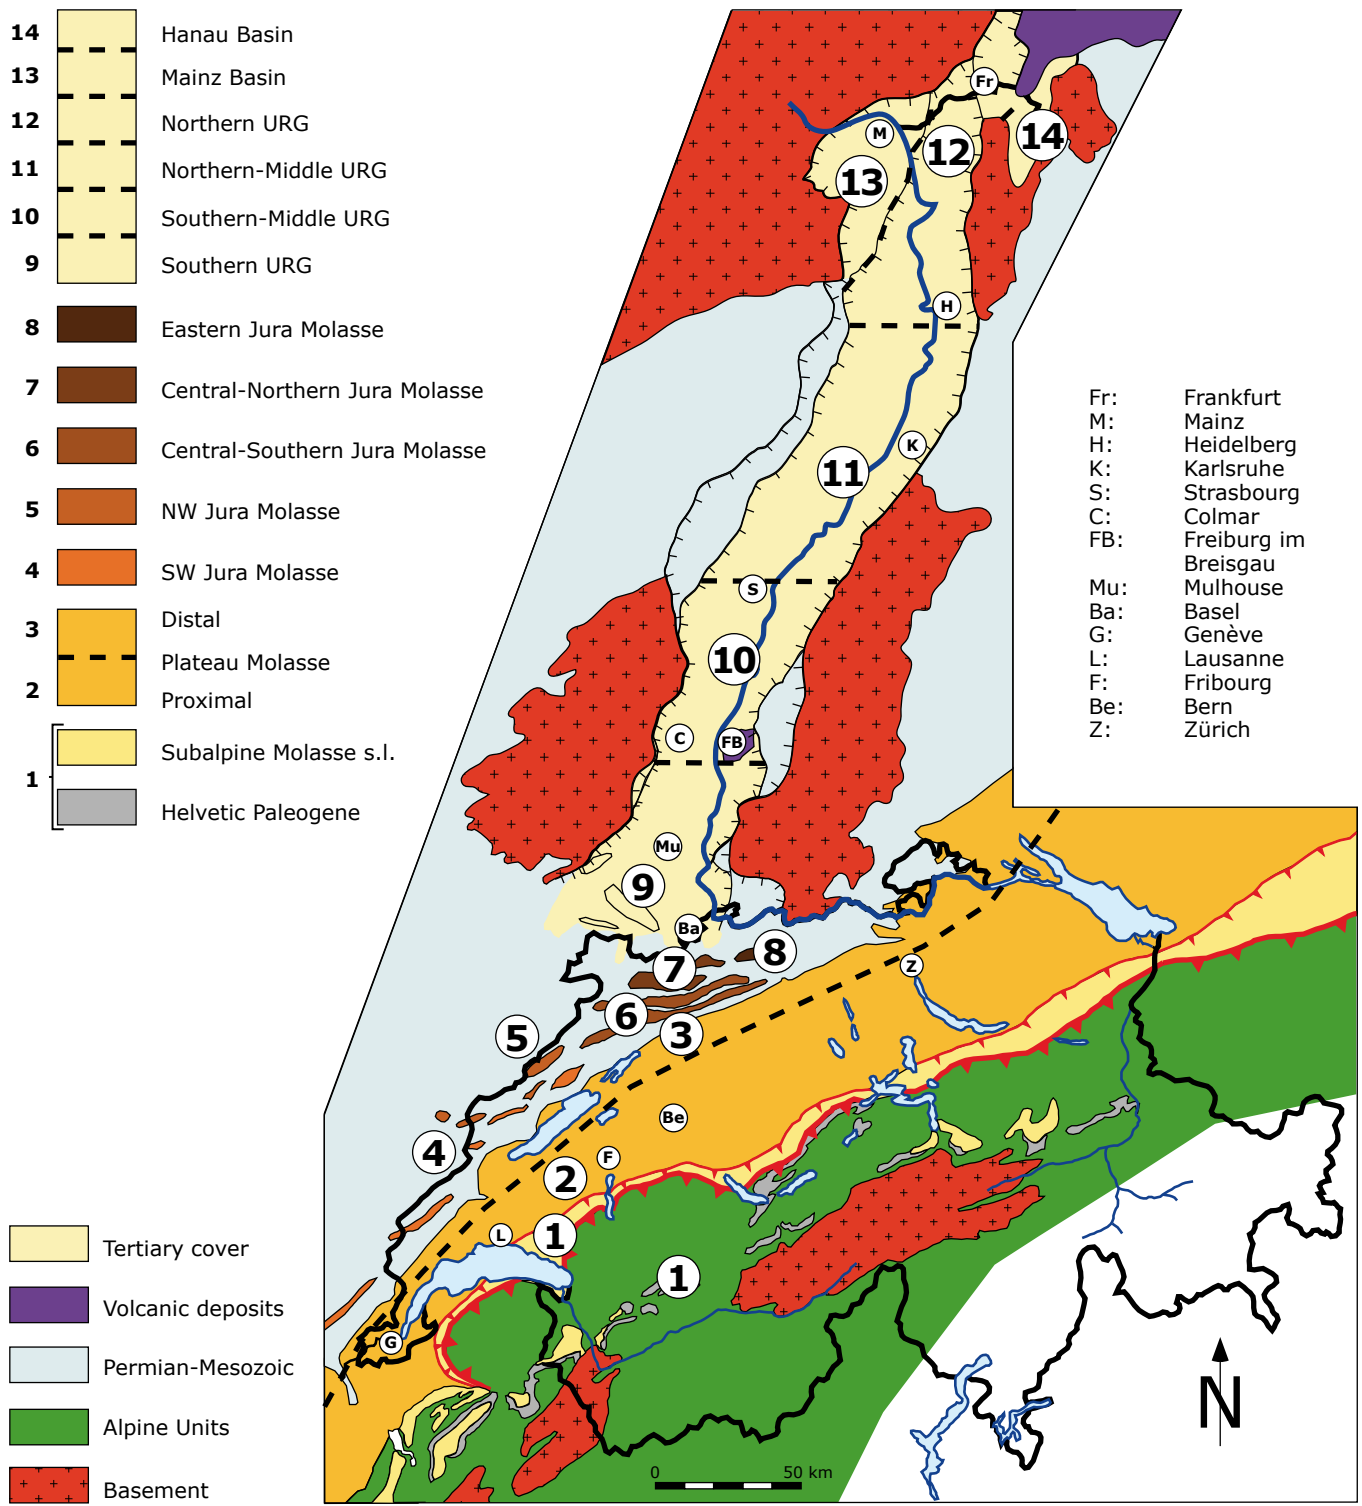 14 Hanau Basin
13 Mainz Basin
12 Northern URG
11 Northern-Middle URG
10 Southern-Middle URG
9 Southern URG
8 Eastern Jura Molasse
7 Central-Northern Jura Molasse
6 Central-Southern Jura Molasse
5 NW Jura Molasse
4 SW Jura Molasse
3 Distal
Plateau Molasse
2 Proximal
1
Subalpine Molasse s.l.
Helvetic Paleogene
Tertiary cover
Volcanic deposits
Permian-Mesozoic
Alpine Units
Basement
Fr: Frankfurt
M: Mainz
H: Heidelberg
K: Karlsruhe
S: Strasbourg
C: Colmar
FB: Freiburg im
Breisgau
Mu: Mulhouse
Ba: Basel
G: Genève
L: Lausanne
F: Fribourg
Be: Bern
Z: Zürich
Fr
M
14
12
13
H
K
11
S
10
C
FB
Mu
9
Ba
8
7
Z
6
3
5
Be
4
F
2
L
1
1
G
0 50 km
N